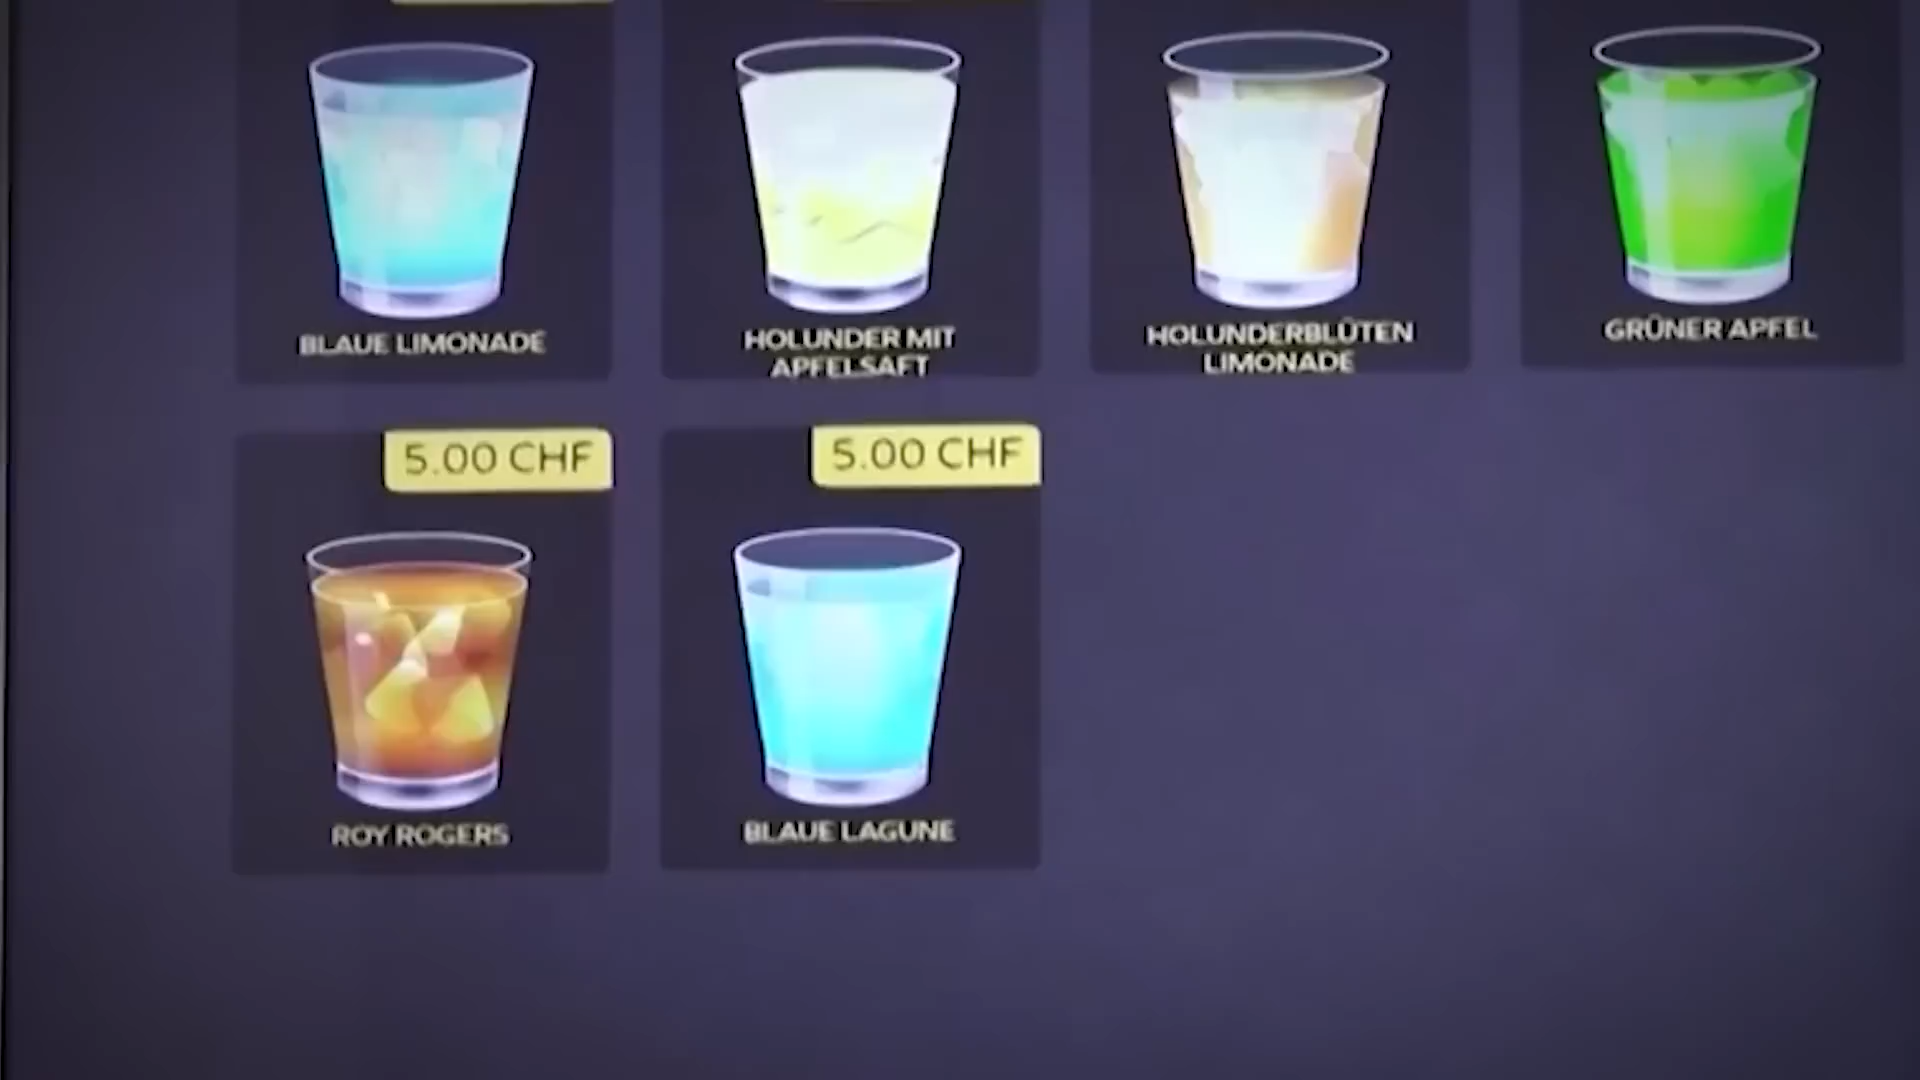 BLAUE LIMONADE
HOLUNDER MIT
APFELSAFT
HOLUNDERBLÜTEN
LIMONADE
GRÜNER APFEL
5.00 CHF
5.00 CHF
ROY ROGERS
BLAUE LAGUNE